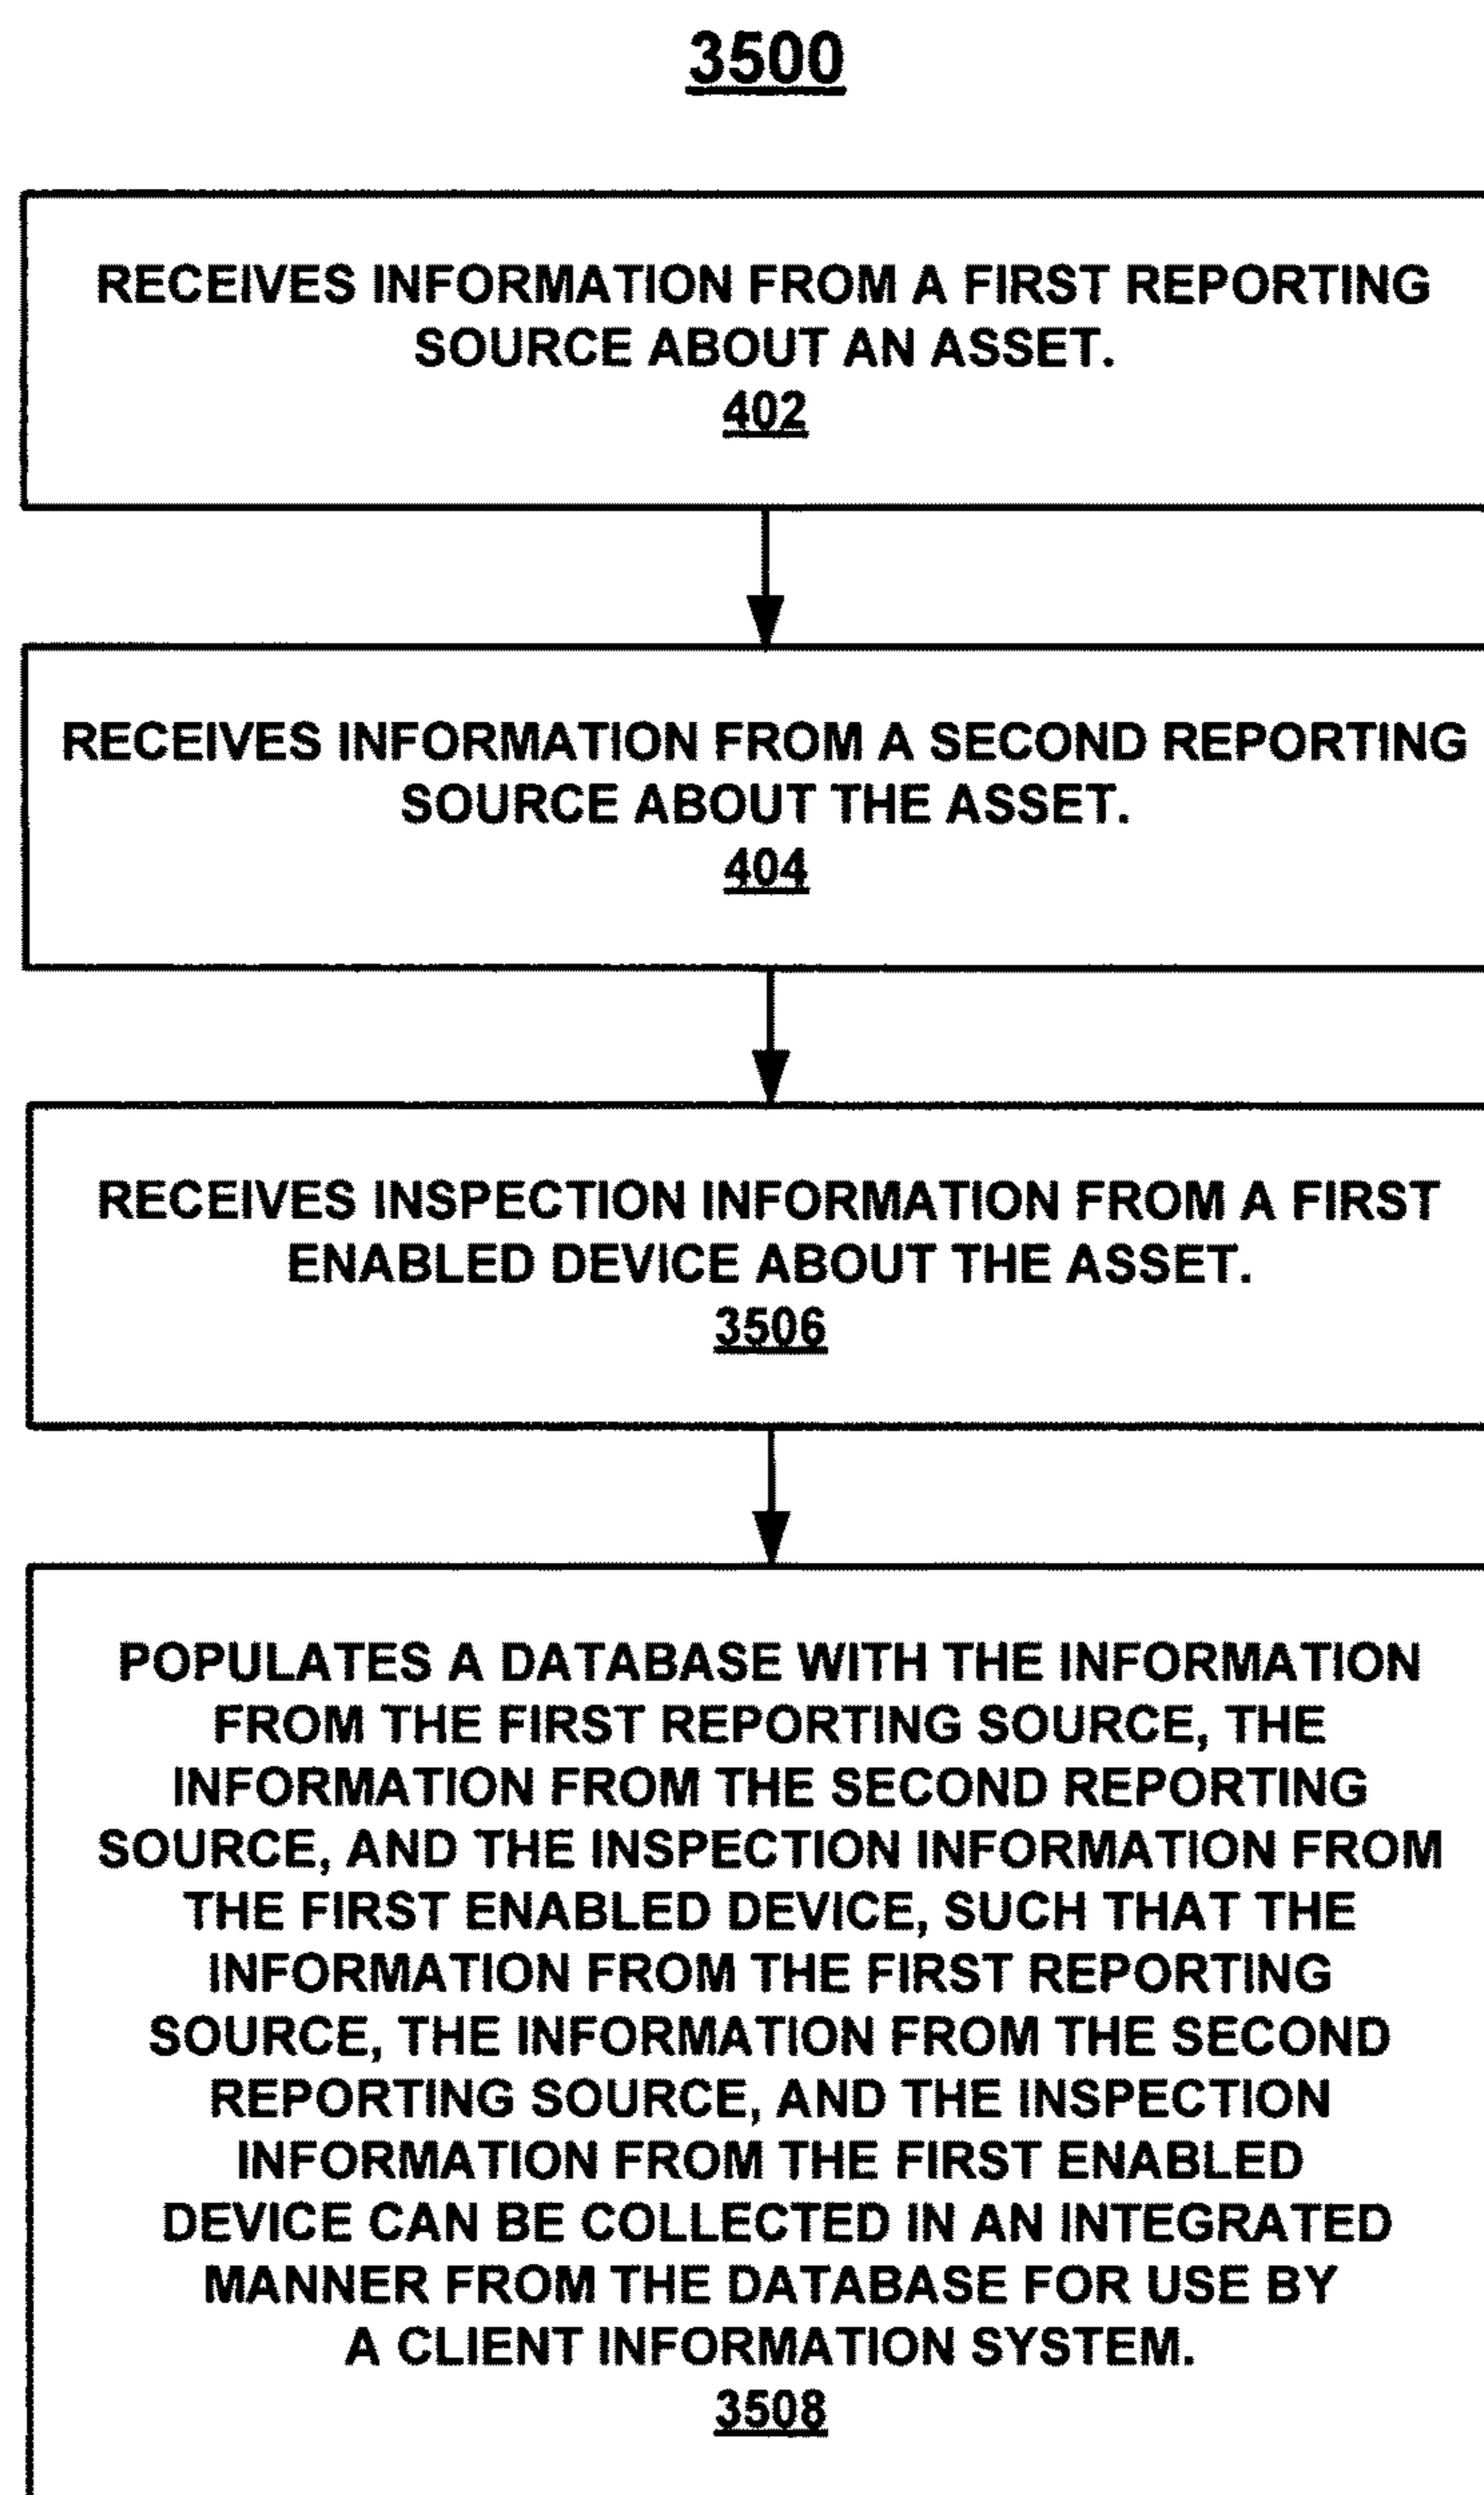 3500
RECEIVES INFORMATION FROM A FIRST REPORTING
SOURCE ABOUT AN ASSET.
402
RECEIVES INFORMATION FROM A SECOND REPORTING
SOURCE ABOUT THE ASSET.
404
RECEIVES INSPECTION INFORMATION FROM A FIRST
ENABLED DEVICE ABOUT THE ASSET.
3506
POPULATES A DATABASE WITH THE INFORMATION
FROM THE FIRST REPORTING SOURCE, THE
INFORMATION FROM THE SECOND REPORTING
SOURCE, AND THE INSPECTION INFORMATION FROM
THE FIRST ENABLED DEVICE, SUCH THAT THE
INFORMATION FROM THE FIRST REPORTING
SOURCE, THE INFORMATION FROM THE SECOND
REPORTING SOURCE, AND THE INSPECTION
INFORMATION FROM THE FIRST ENABLED
DEVICE CAN BE COLLECTED IN AN INTEGRATED
MANNER FROM THE DATABASE FOR USE BY
A CLIENT INFORMATION SYSTEM.
3508